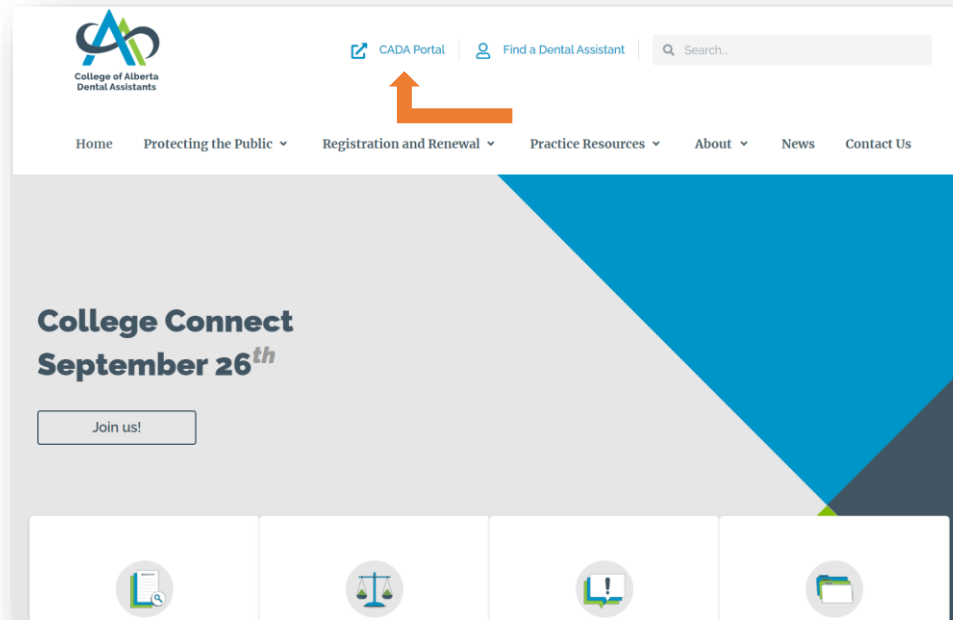 College of Alberta
Dental Assistants
CADA Portal
Find a Dental Assistant
Search...
Home Protecting the Public Registration and Renewal Practice Resources About News Contact Us
College Connect
September 26th
Join us!